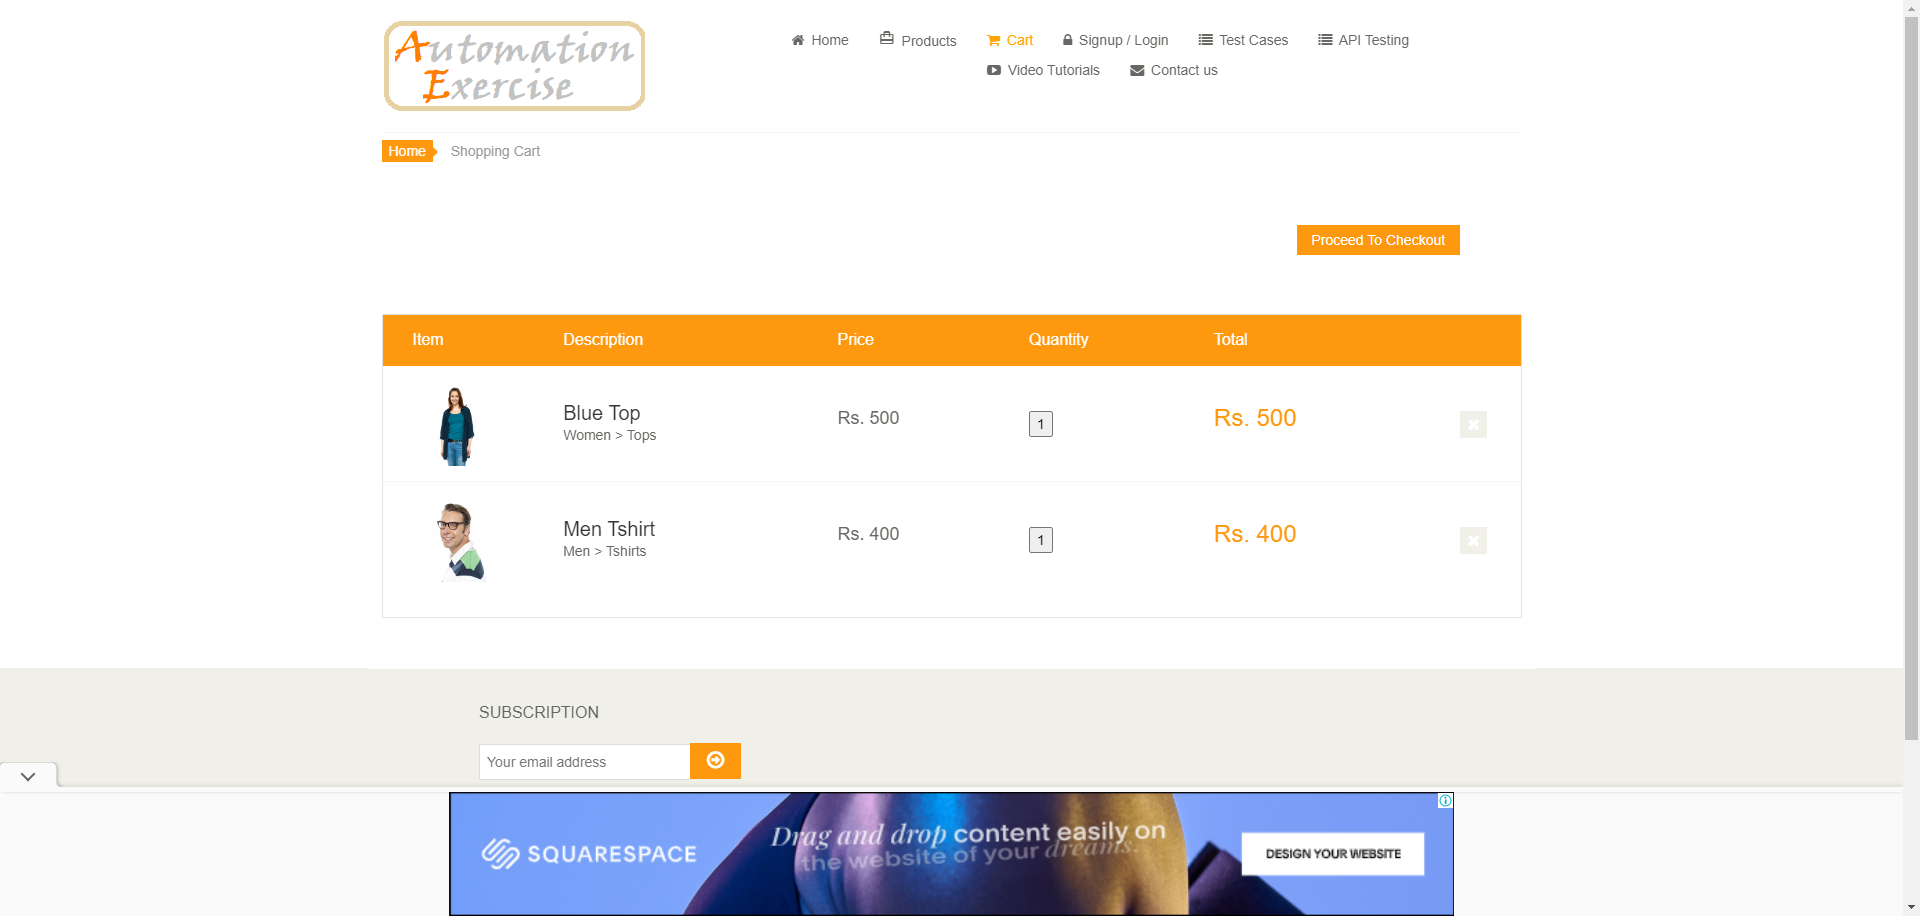 Automation
Exercise
Home
Products
Cart
Signup / Login
Test Cases
API Testing
Video Tutorials
Contact us
Home
Shopping Cart
Proceed To Checkout
Item Description Price Quantity Total
Blue Top
Women > Tops
Rs. 500
1
Rs. 500
Men Tshirt
Men > Tshirts
Rs. 400
1
Rs. 400
SUBSCRIPTION
Your email address
SQUARESPACE
Drag and drop content easily on
the website of your dreams.
DESIGN YOUR WEBSITE